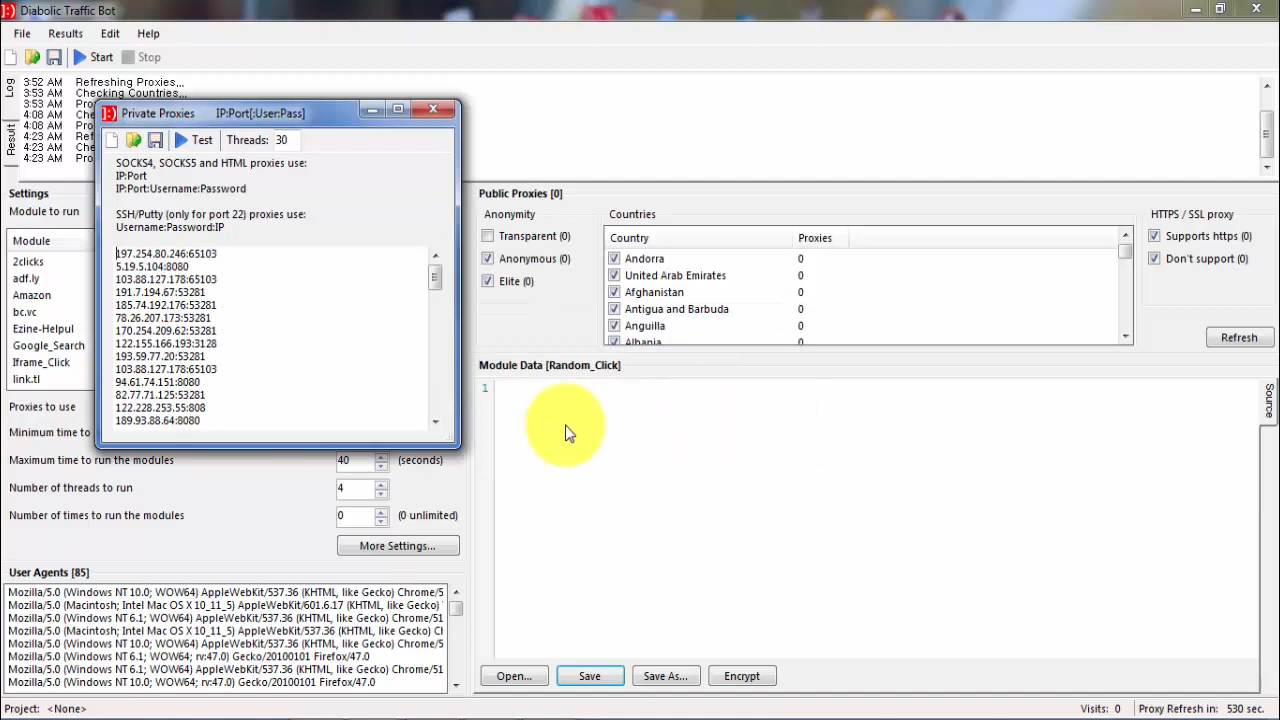 Diabolic Traffic Bot
File Results Edit Help
Start Stop
Log
Result
3:52 AM Refreshing Proxies...
3:53 AM Checking Countries...
3:53 AM Pro
4:08 AM Che
4:08 AM Pro
4:23 AM Ref
4:23 AM Che
4:23 AM Pro
Private Proxies IP:Port[:User:Pass]
Test Threads: 30
SOCKS4, SOCKS5 and HTML proxies use:
IP:Port
IP:Port:Username:Password
SSH/Putty (only for port 22) proxies use:
Username:Password:IP
197.254.80.246:65103
5.19.5.104:8080
103.88.127.178:65103
191.7.194.67:53281
185.74.192.176:53281
78.26.207.173:53281
170.254.209.62:53281
122.155.166.193:3128
193.59.77.20:53281
103.88.127.178:65103
94.61.74.151:8080
82.77.71.125:53281
122.228.253.55:808
189.93.88.64:8080
Settings
Module to run
Module
2clicks
adf.ly
Amazon
bc.vc
Ezine-Helpul
Google_Search
Iframe_Click
link.tl
Proxies to use
Minimum time to
Maximum time to run the modules 40 (seconds)
Number of threads to run 4
Number of times to run the modules 0 (0 unlimited)
More Settings...
User Agents [85]
Mozilla/5.0 (Windows NT 10.0; WOW64) AppleWebKit/537.36 (KHTML, like Gecko) Chrome/5
Mozilla/5.0 (Macintosh; Intel Mac OS X 10_11_5) AppleWebKit/601.6.17 (KHTML, like Gecko)
Mozilla/5.0 (Windows NT 6.1; WOW64) AppleWebKit/537.36 (KHTML, like Gecko) Chrome/51
Mozilla/5.0 (Macintosh; Intel Mac OS X 10_11_5) AppleWebKit/537.36 (KHTML, like Gecko)
Mozilla/5.0 (Windows NT 10.0; WOW64) AppleWebKit/537.36 (KHTML, like Gecko) Chrome/5
Mozilla/5.0 (Windows NT 6.1; WOW64; rv:47.0) Gecko/20100101 Firefox/47.0
Mozilla/5.0 (Windows NT 6.1; WOW64) AppleWebKit/537.36 (KHTML, like Gecko) Chrome/51
Mozilla/5.0 (Windows NT 10.0; WOW64; rv:47.0) Gecko/20100101 Firefox/47.0
Public Proxies [0]
Anonymity
Transparent (0)
Anonymous (0)
Elite (0)
Countries
Country Proxies
Andorra 0
United Arab Emirates 0
Afghanistan 0
Antigua and Barbuda 0
Anguilla 0
Albania 0
HTTPS / SSL proxy
Supports https (0)
Don't support (0)
Refresh
Module Data [Random_Click]
1
Source
Open... Save Save As... Encrypt
Project: <None> Visits: 0 Proxy Refresh in: 530 sec.